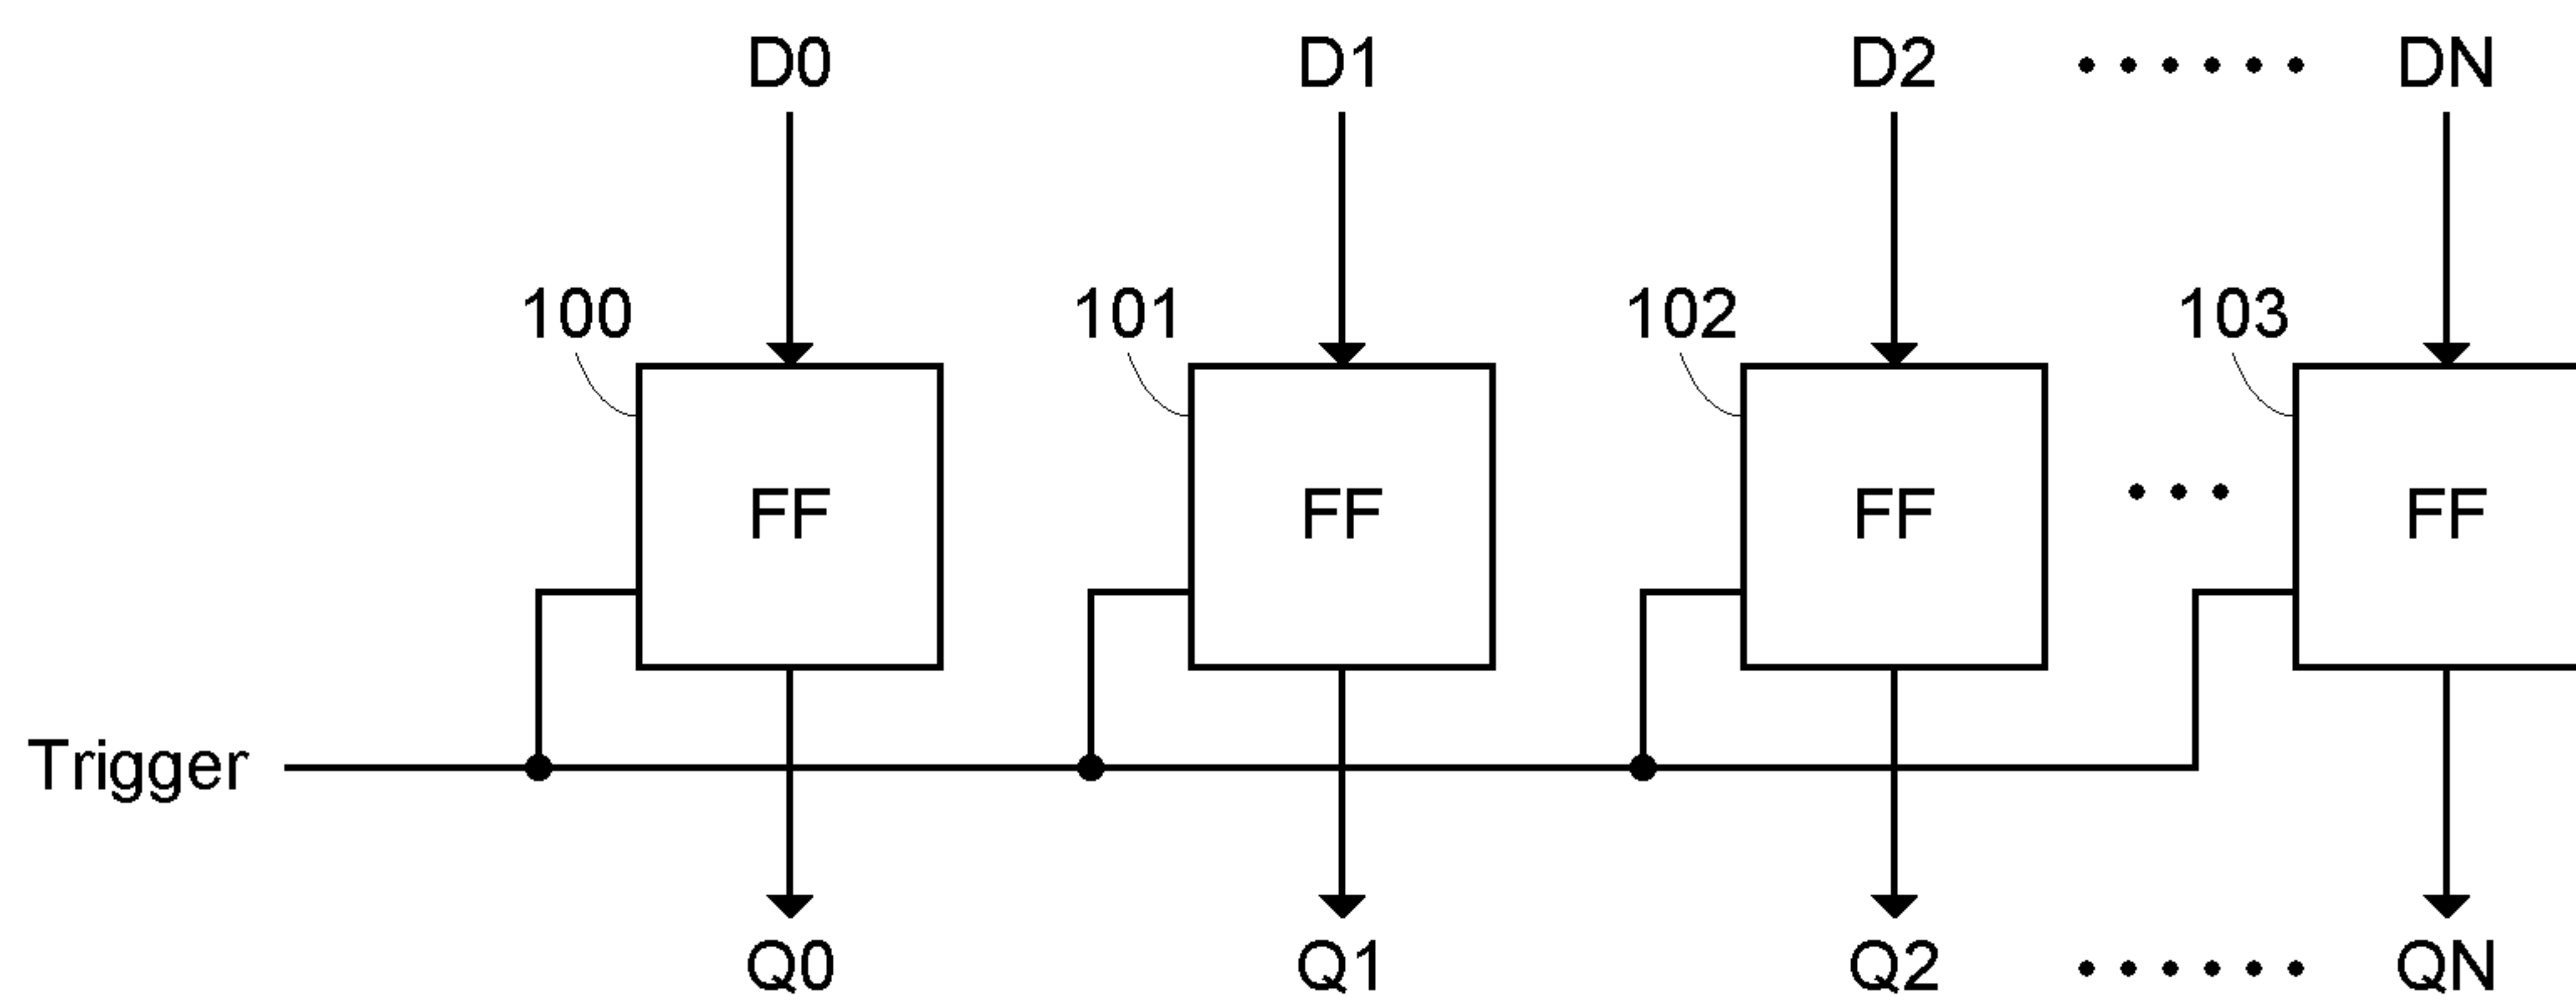 D0 D1 D2 ...... DN
100 101 102 103
FF FF FF ... FF
Trigger
Q0 Q1 Q2 ...... QN